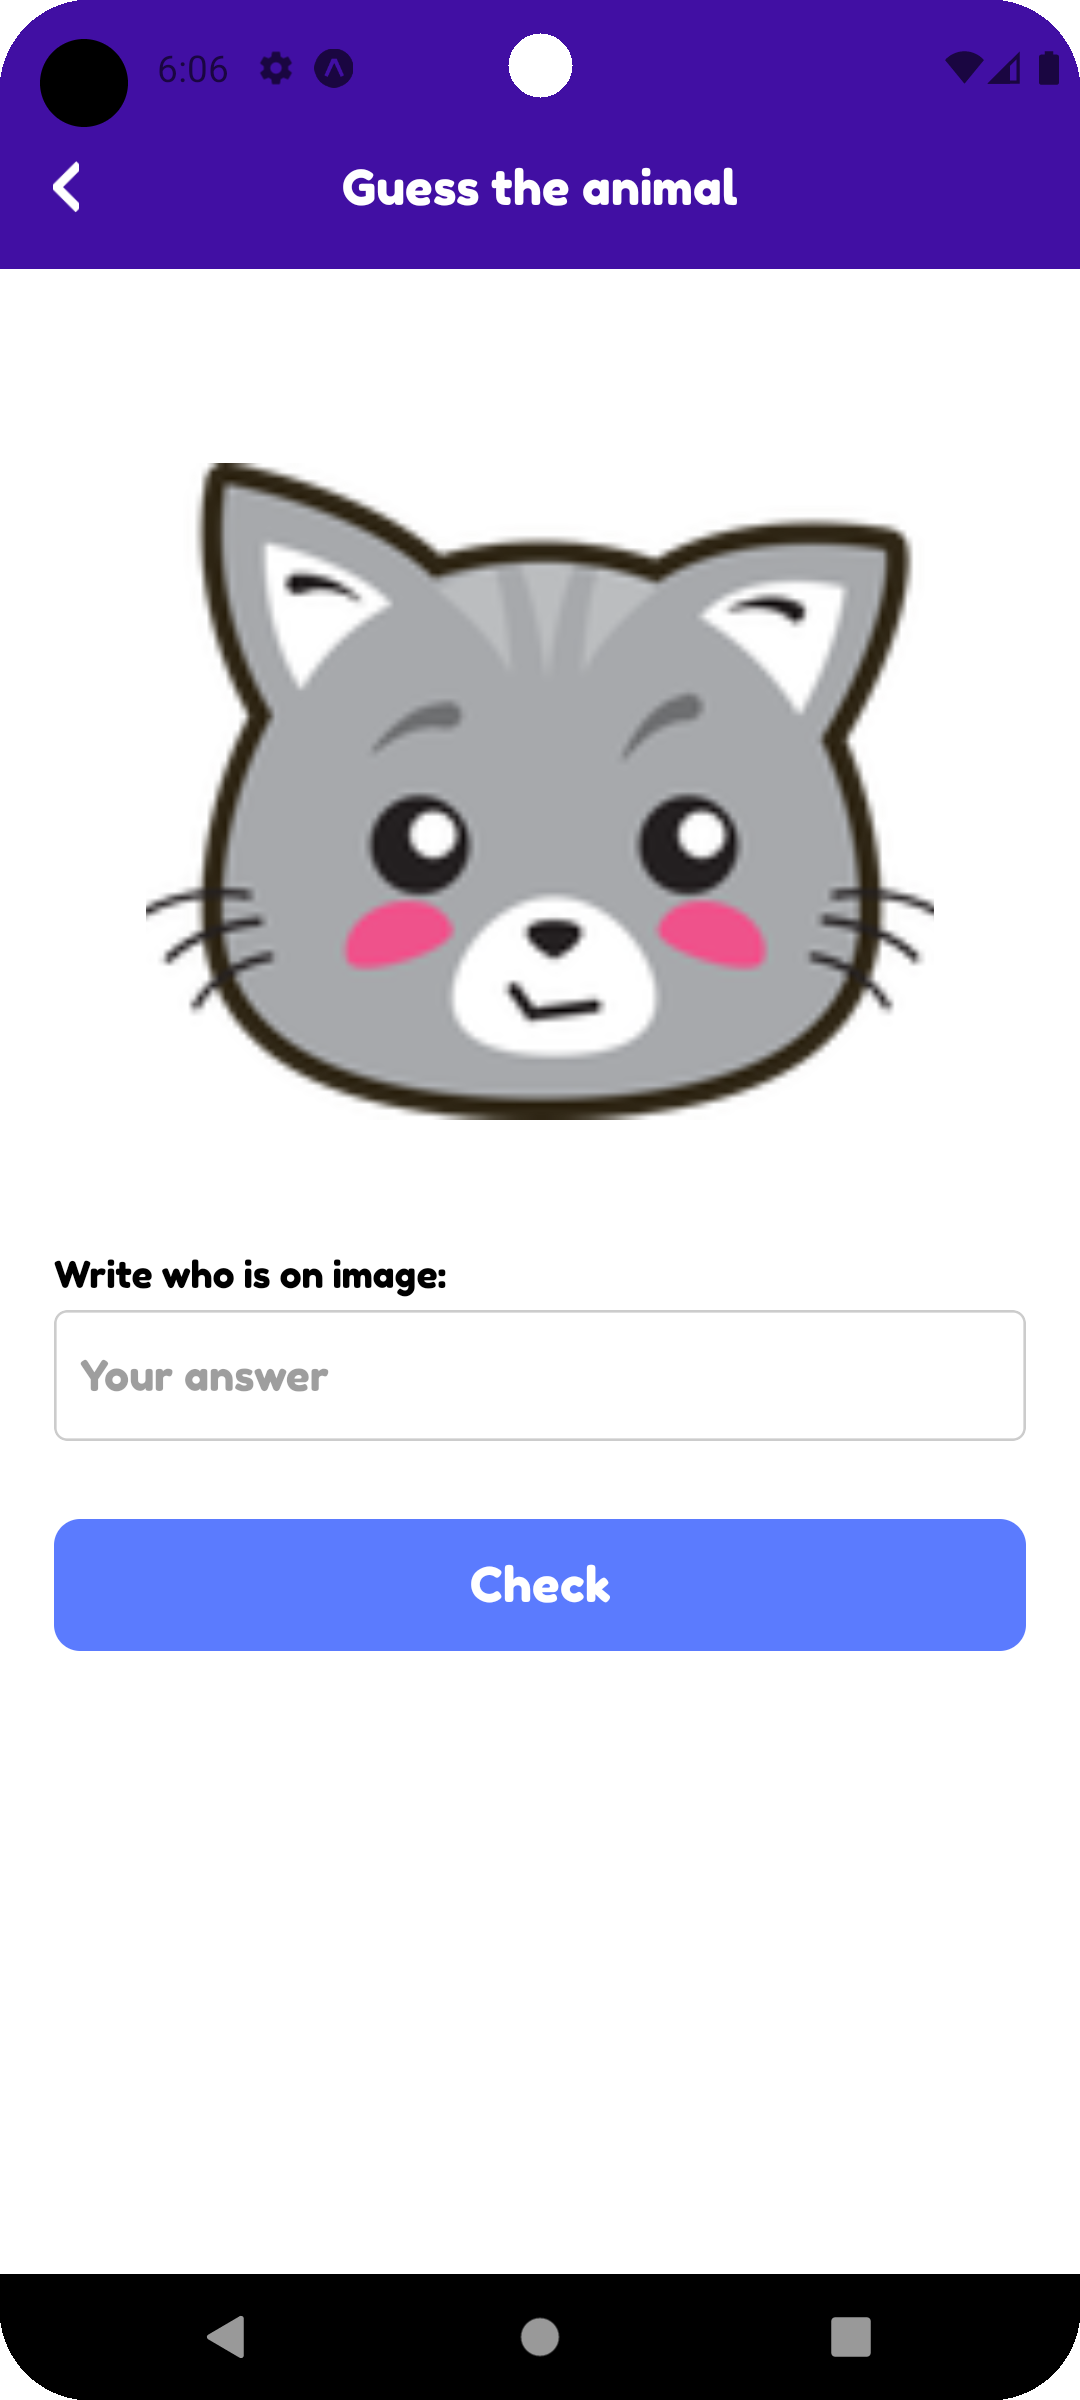 6:06
Guess the animal
Write who is on image:
Your answer
Check